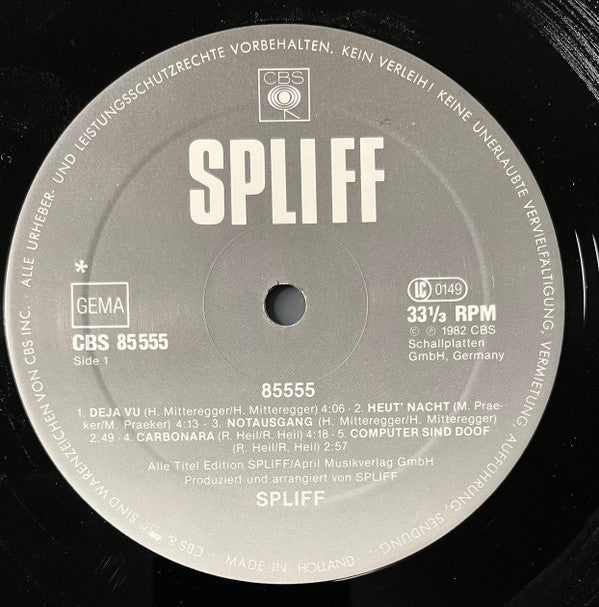 ALLE URHEBER- UND LEISTUNGSSCHUTZRECHTE VORBEHALTEN. KEIN VERLEIH! KEINE UNERLAUBTE VERVIELFÄLTIGUNG, VERMIETUNG, AUFFÜHRUNG, SENDUNG
CBS
SPLIFF
*
GEMA
CBS 85555
Side 1
LC 0149
33 1/3 RPM
© ℗ 1982 CBS
Schallplatten
GmbH, Germany
85555
1. DEJA VU (H. Mitteregger/H. Mitteregger) 4:06 - 2. HEUT' NACHT (M. Prae-
ker/M. Praeker) 4:13 - 3. NOTAUSGANG (H. Mitteregger/H. Mitteregger)
2:49 - 4. CARBONARA (R. Heil/R. Heil) 4:18 - 5. COMPUTER SIND DOOF
(R. Heil/R. Heil) 2:57
Alle Titel Edition SPLIFF/April Musikverlag GmbH
Produziert und arrangiert von SPLIFF
SPLIFF
CBS & SIND WARENZEICHEN VON CBS INC.
MADE IN HOLLAND